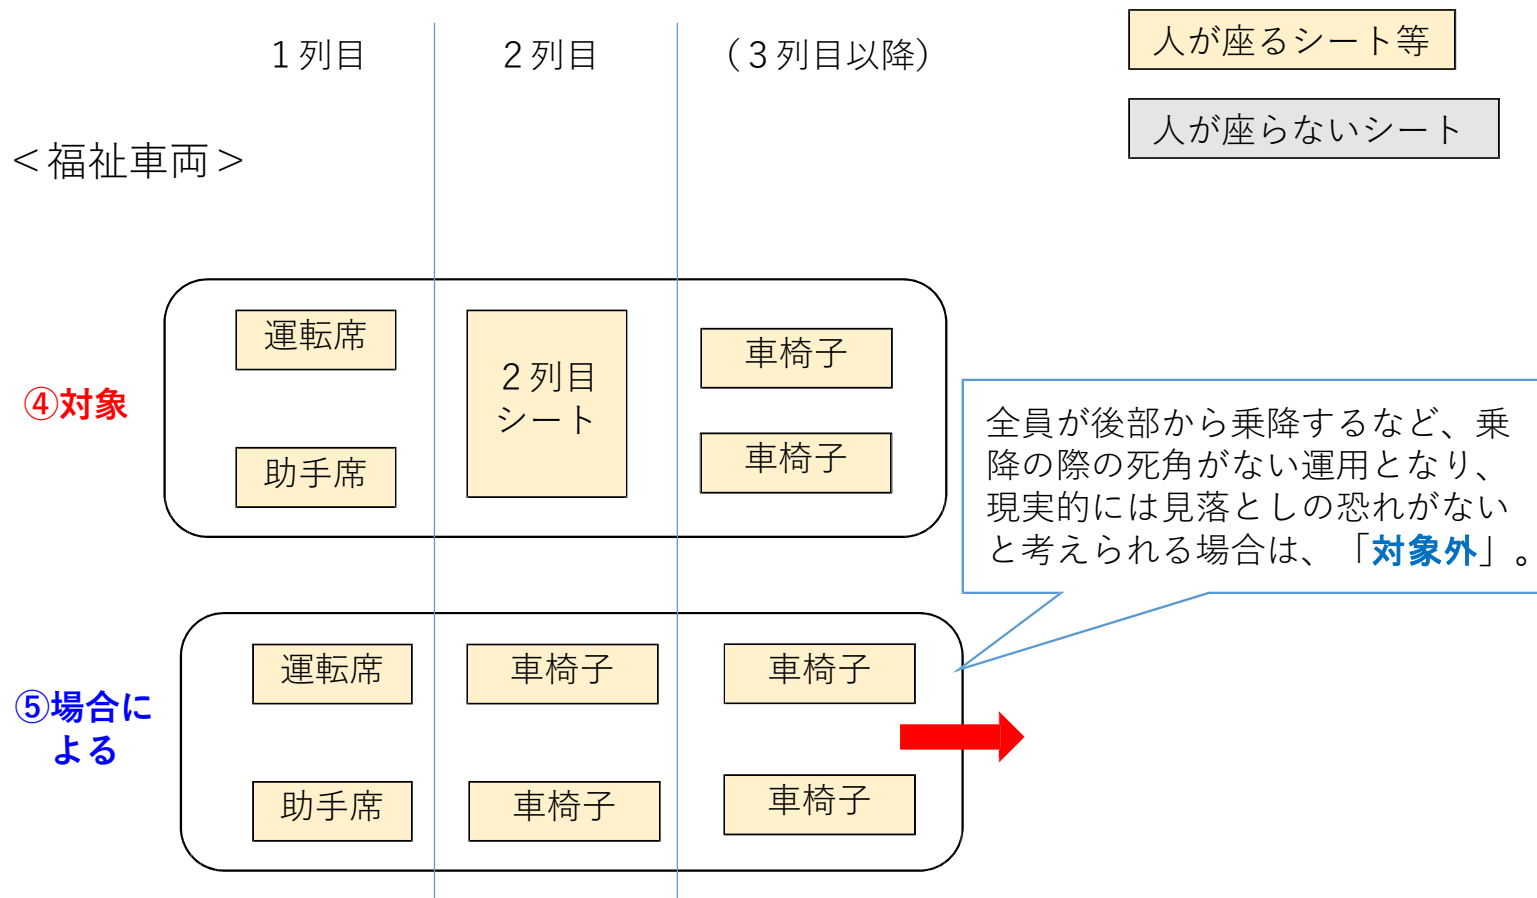 1列目
2列目
（3列目以降）
人が座るシート等
人が座らないシート
＜福祉車両＞
④対象
運転席
助手席
2列目
シート
車椅子
車椅子
全員が後部から乗降するなど、乗
降の際の死角がない運用となり、
現実的には見落としの恐れがない
と考えられる場合は、「対象外」。
⑤場合に
よる
運転席
車椅子
車椅子
助手席
車椅子
車椅子